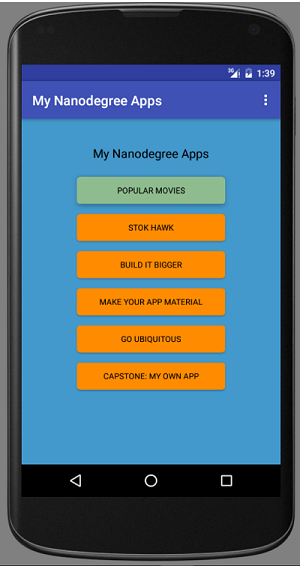 3G 1:39
My Nanodegree Apps
My Nanodegree Apps
POPULAR MOVIES
STOK HAWK
BUILD IT BIGGER
MAKE YOUR APP MATERIAL
GO UBIQUITOUS
CAPSTONE: MY OWN APP